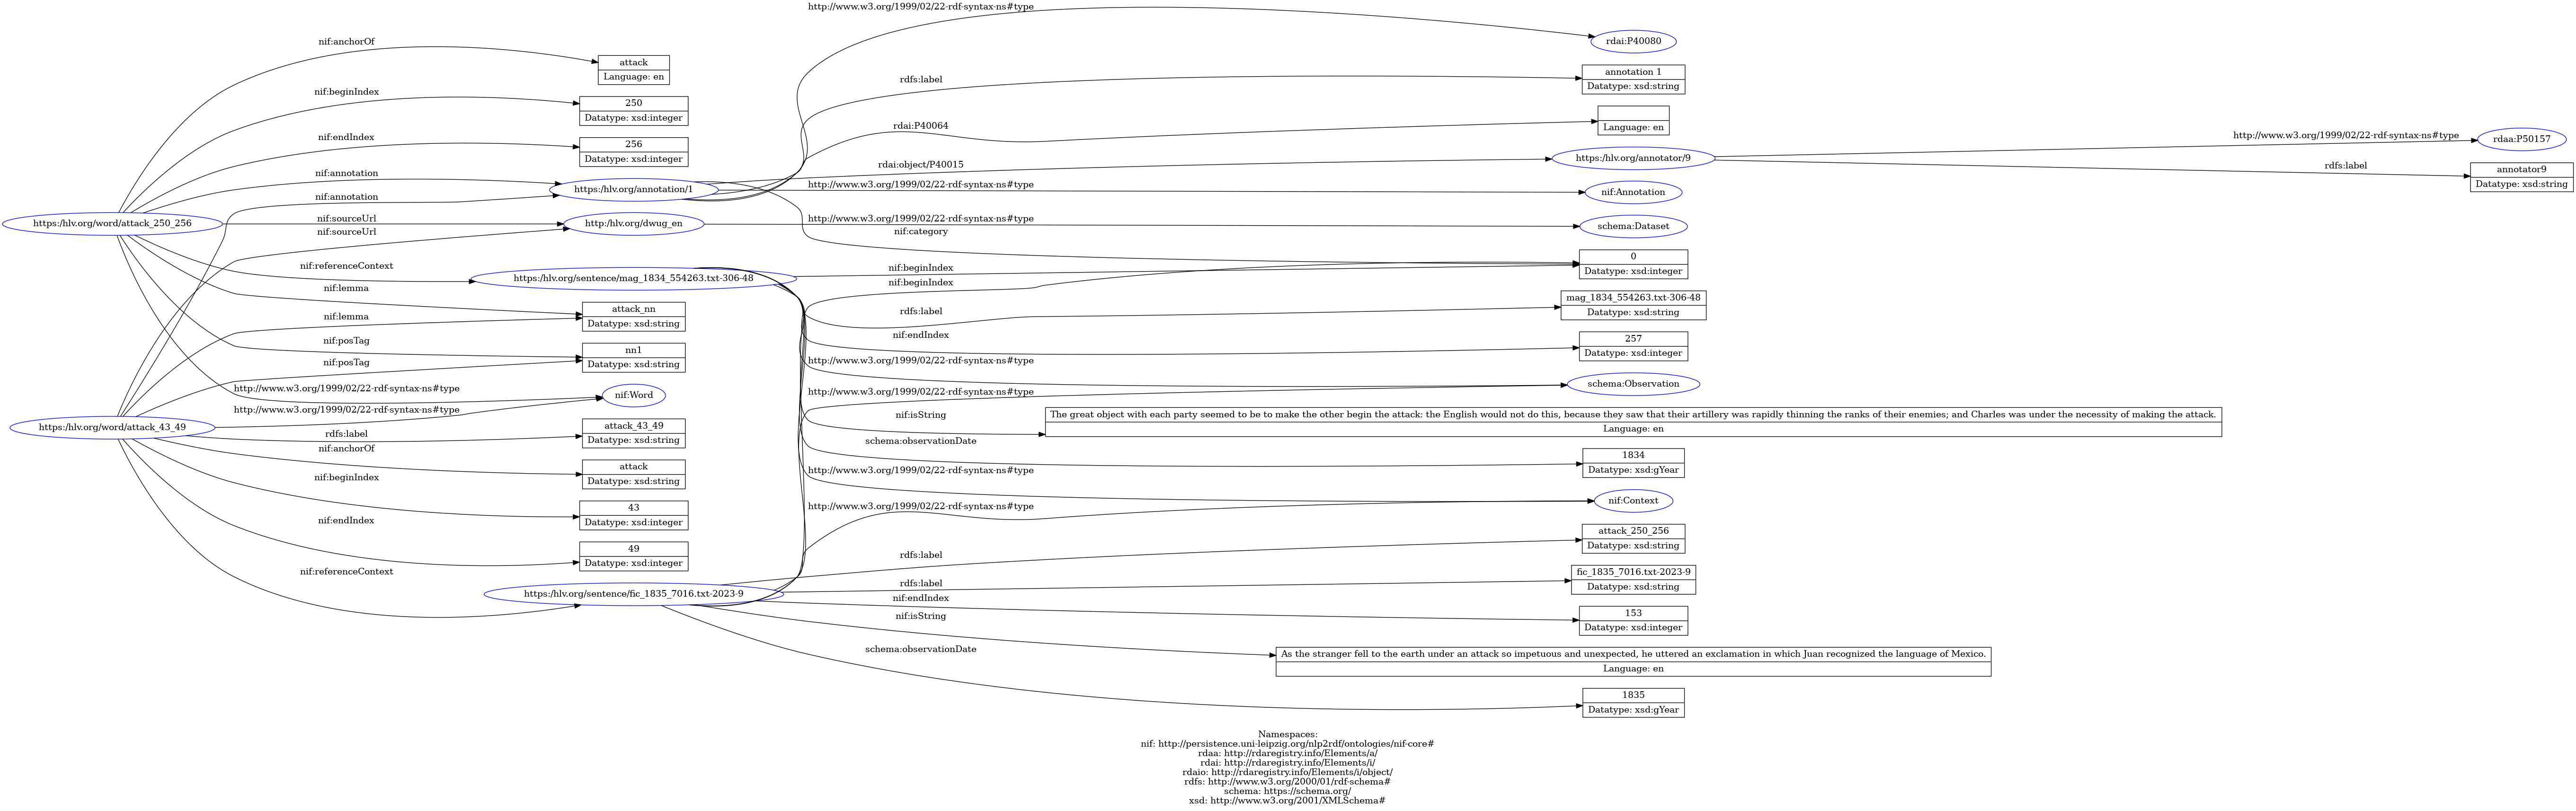 http://www.w3.org/1999/02/22-rdf-syntax-ns#type
rdai:P40080
nif:anchorOf
attack
Language: en
rdfs:label
annotation 1
Datatype: xsd:string
nif:beginIndex
250
Datatype: xsd:integer
rdai:P40064
Language: en
nif:endIndex
256
Datatype: xsd:integer
rdai:object/P40015
https:/hlv.org/annotator/9
http://www.w3.org/1999/02/22-rdf-syntax-ns#type
rdaa:P50157
rdfs:label
annotator9
Datatype: xsd:string
nif:annotation
nif:annotation
https:/hlv.org/annotation/1
http://www.w3.org/1999/02/22-rdf-syntax-ns#type
nif:Annotation
https:/hlv.org/word/attack_250_256
nif:sourceUrl
nif:sourceUrl
http:/hlv.org/dwug_en
http://www.w3.org/1999/02/22-rdf-syntax-ns#type
schema:Dataset
nif:category
nif:referenceContext
https:/hlv.org/sentence/mag_1834_554263.txt-306-48
nif:beginIndex
nif:beginIndex
0
Datatype: xsd:integer
nif:lemma
nif:lemma
attack_nn
Datatype: xsd:string
rdfs:label
mag_1834_554263.txt-306-48
Datatype: xsd:string
nif:posTag
nif:posTag
nn1
Datatype: xsd:string
nif:endIndex
257
Datatype: xsd:integer
http://www.w3.org/1999/02/22-rdf-syntax-ns#type
http://www.w3.org/1999/02/22-rdf-syntax-ns#type
schema:Observation
http://www.w3.org/1999/02/22-rdf-syntax-ns#type
http://www.w3.org/1999/02/22-rdf-syntax-ns#type
nif:Word
https:/hlv.org/word/attack_43_49
nif:isString
The great object with each party seemed to be to make the other begin the attack: the English would not do this, because they saw that their artillery was rapidly thinning the ranks of their enemies; and Charles was under the necessity of making the attack.
Language: en
rdfs:label
attack_43_49
Datatype: xsd:string
schema:observationDate
1834
Datatype: xsd:gYear
nif:anchorOf
attack
Datatype: xsd:string
http://www.w3.org/1999/02/22-rdf-syntax-ns#type
http://www.w3.org/1999/02/22-rdf-syntax-ns#type
nif:Context
nif:beginIndex
43
Datatype: xsd:integer
nif:endIndex
49
Datatype: xsd:integer
rdfs:label
attack_250_256
Datatype: xsd:string
nif:referenceContext
https:/hlv.org/sentence/fic_1835_7016.txt-2023-9
rdfs:label
fic_1835_7016.txt-2023-9
Datatype: xsd:string
nif:endIndex
153
Datatype: xsd:integer
nif:isString
As the stranger fell to the earth under an attack so impetuous and unexpected, he uttered an exclamation in which Juan recognized the language of Mexico.
Language: en
schema:observationDate
1835
Datatype: xsd:gYear
Namespaces:
nif: http://persistence.uni-leipzig.org/nlp2rdf/ontologies/nif-core#
rdaa: http://rdaregistry.info/Elements/a/
rdai: http://rdaregistry.info/Elements/i/
rdaio: http://rdaregistry.info/Elements/i/object/
rdfs: http://www.w3.org/2000/01/rdf-schema#
schema: https://schema.org/
xsd: http://www.w3.org/2001/XMLSchema#